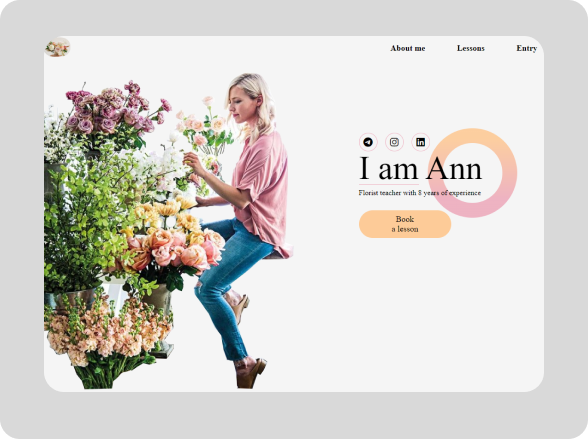 About me
Lessons
Entry
I am Ann
Florist teacher with 8 years of experience
Book
a lesson